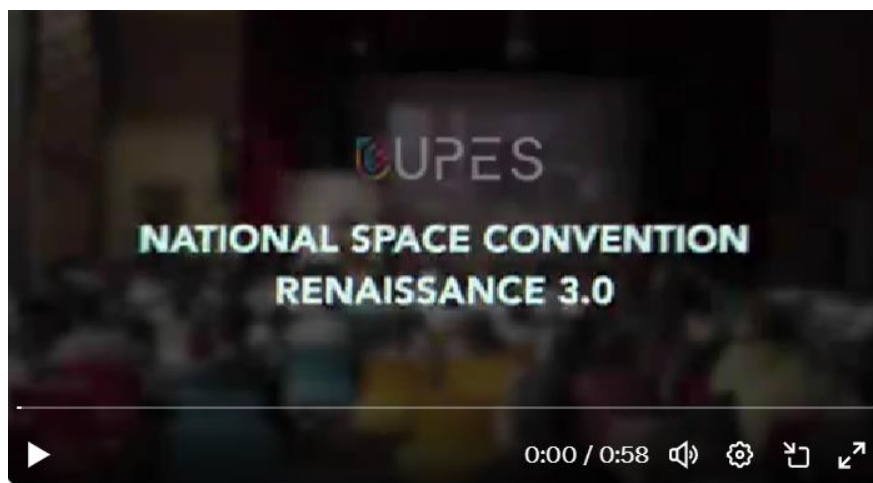 UPES
NATIONAL SPACE CONVENTION
RENAISSANCE 3.0
0:00 / 0:58